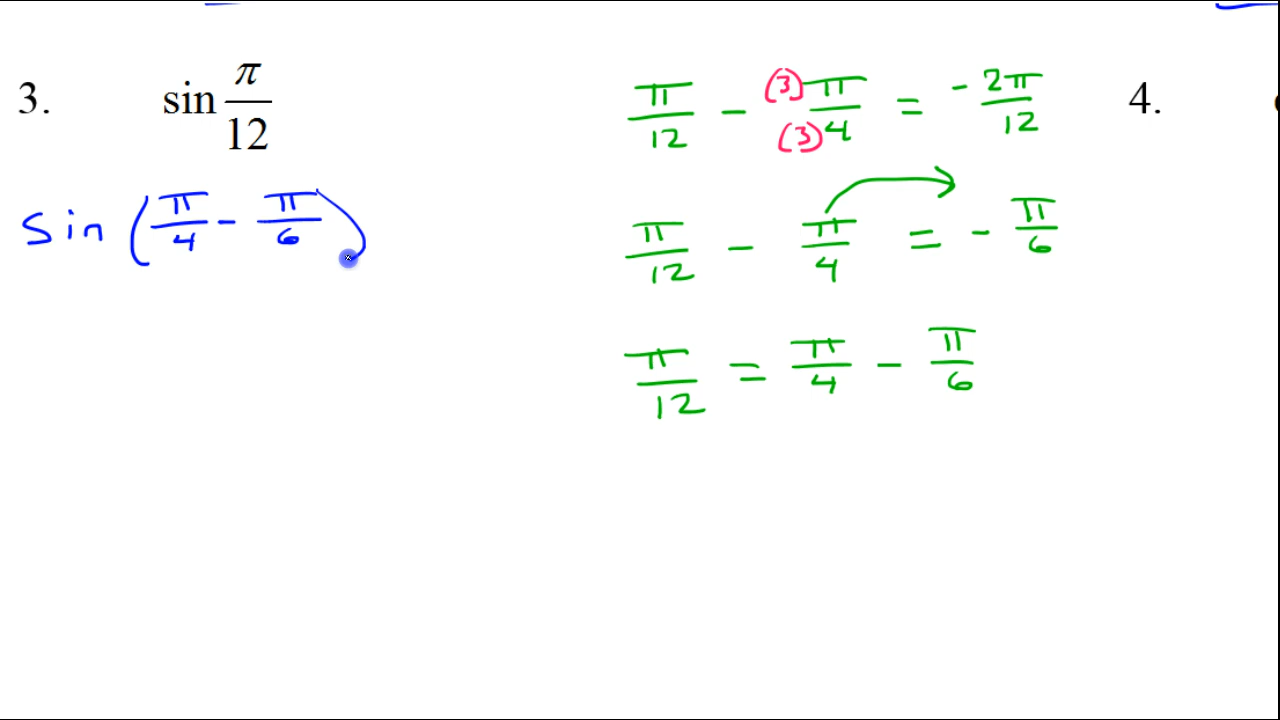 3. sin π/12
sin (π/4 - π/6)
π/12 - (3)π/(3)4 = -2π/12
π/12 - π/4 = - π/6
π/12 = π/4 - π/6
4.